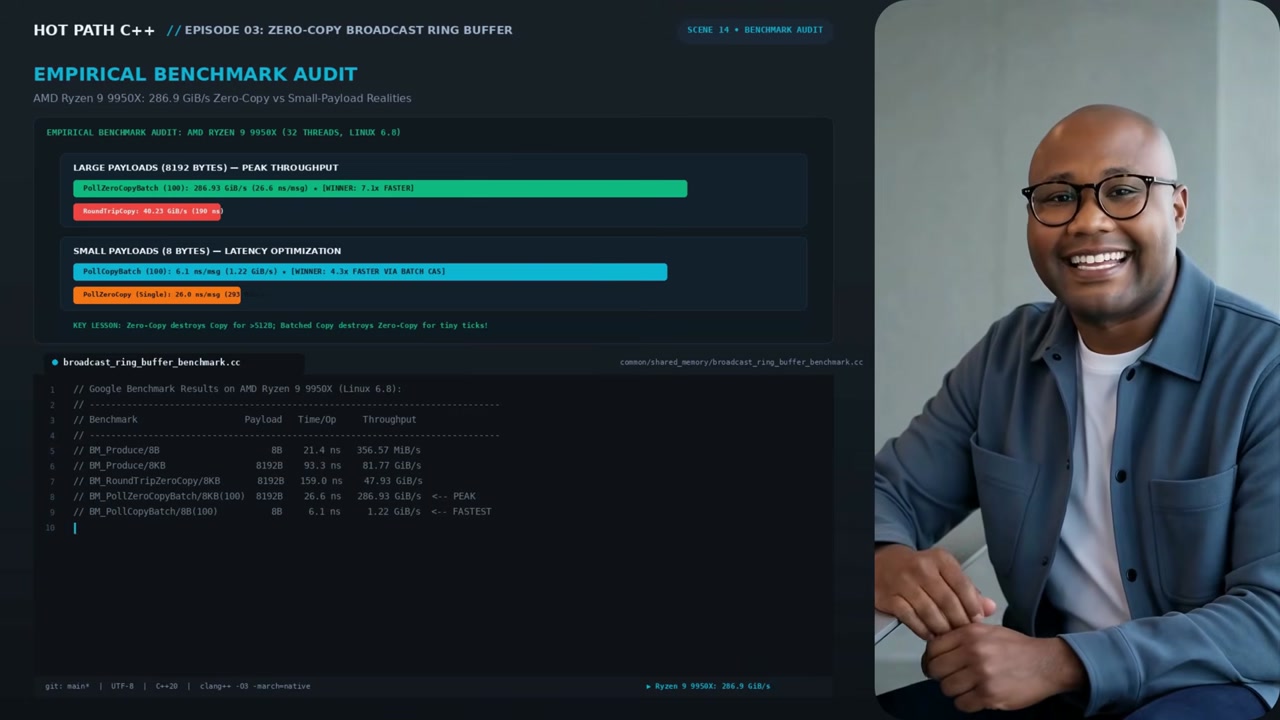 HOT PATH C++ // EPISODE 03: ZERO-COPY BROADCAST RING BUFFER
SCENE 14 • BENCHMARK AUDIT
EMPIRICAL BENCHMARK AUDIT
AMD Ryzen 9 9950X: 286.9 GiB/s Zero-Copy vs Small-Payload Realities
EMPIRICAL BENCHMARK AUDIT: AMD RYZEN 9 9950X (32 THREADS, LINUX 6.8)
LARGE PAYLOADS (8192 BYTES) — PEAK THROUGHPUT
PollZeroCopyBatch (100): 286.93 GiB/s (26.6 ns/msg) ★ [WINNER: 7.1x FASTER]
RoundTripCopy: 40.23 GiB/s (190 ns)
SMALL PAYLOADS (8 BYTES) — LATENCY OPTIMIZATION
PollCopyBatch (100): 6.1 ns/msg (1.22 GiB/s) ★ [WINNER: 4.3x FASTER VIA BATCH CAS]
PollZeroCopy (Single): 26.0 ns/msg (293
KEY LESSON: Zero-Copy destroys Copy for >512B; Batched Copy destroys Zero-Copy for tiny ticks!
broadcast_ring_buffer_benchmark.cc
common/shared_memory/broadcast_ring_buffer_benchmark.cc
1 // Google Benchmark Results on AMD Ryzen 9 9950X (Linux 6.8):
2 // -----------------------------------------------------------------------------
3 // Benchmark Payload Time/Op Throughput
4 // -----------------------------------------------------------------------------
5 // BM_Produce/8B 8B 21.4 ns 356.57 MiB/s
6 // BM_Produce/8KB 8192B 93.3 ns 81.77 GiB/s
7 // BM_RoundTripZeroCopy/8KB 8192B 159.0 ns 47.93 GiB/s
8 // BM_PollZeroCopyBatch/8KB(100) 8192B 26.6 ns 286.93 GiB/s <-- PEAK
9 // BM_PollCopyBatch/8B(100) 8B 6.1 ns 1.22 GiB/s <-- FASTEST
10
git: main* | UTF-8 | C++20 | clang++ -O3 -march=native
▶ Ryzen 9 9950X: 286.9 GiB/s